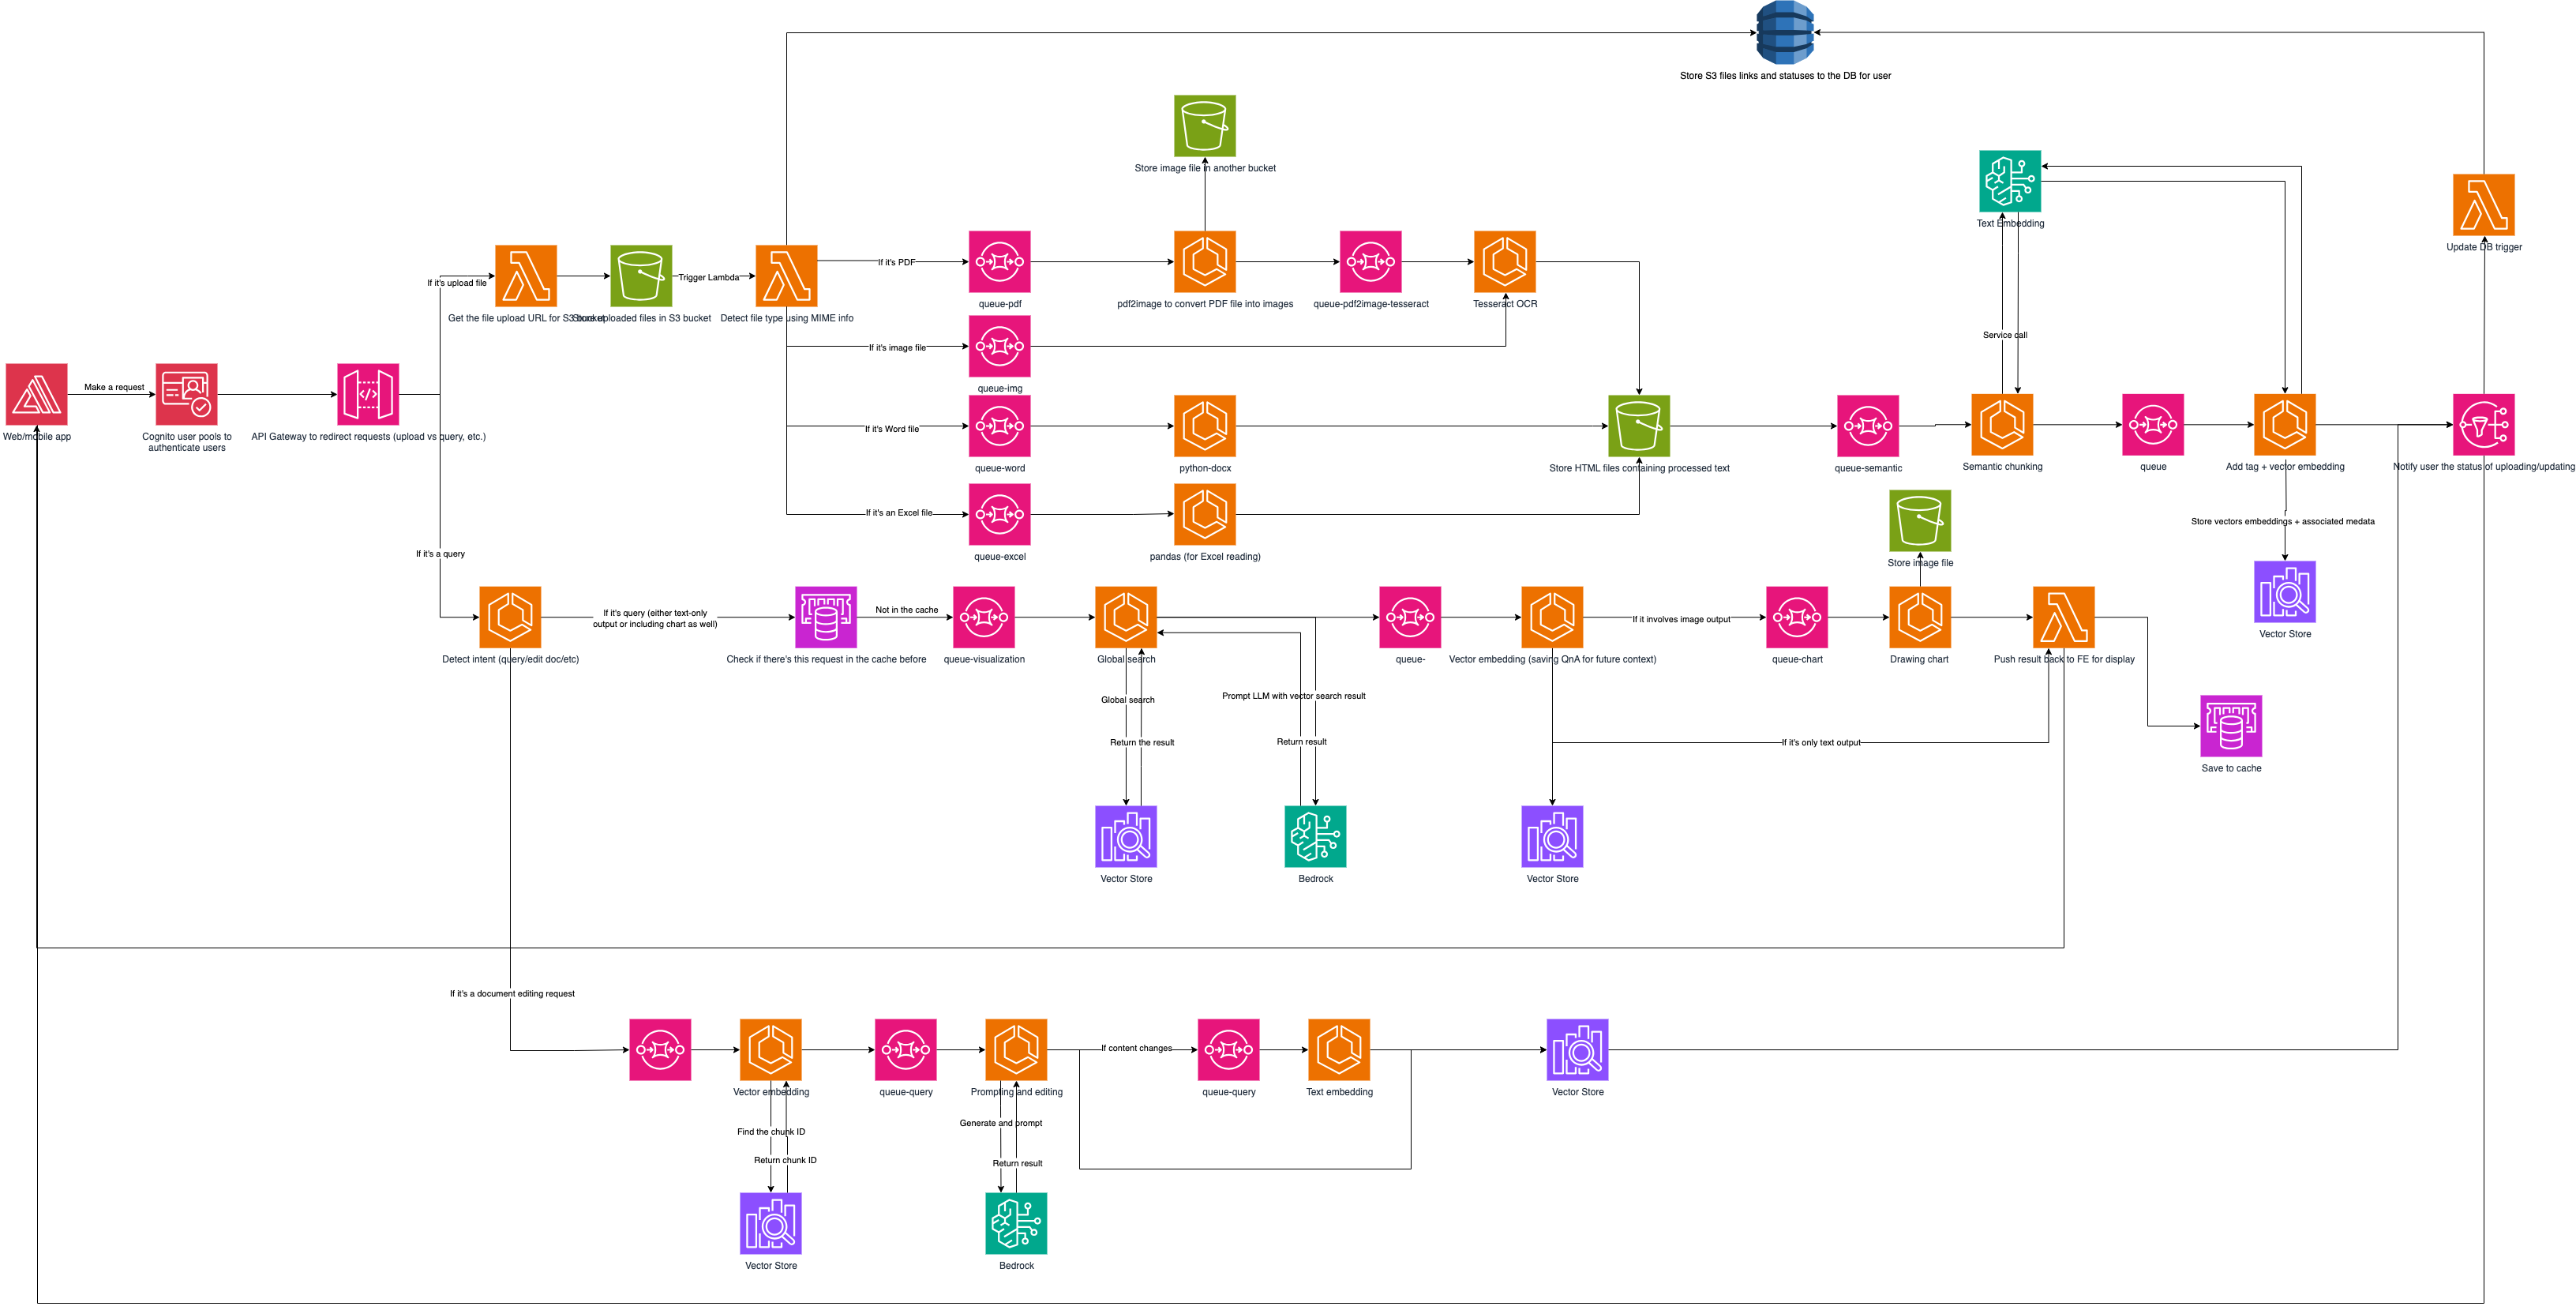 Store S3 files links and statuses to the DB for user
Store image file in another bucket
Text Embedding
Update DB trigger
If it's upload file
Get the file upload URL for S3 bucket
Store uploaded files in S3 bucket
Trigger Lambda
Detect file type using MIME info
If it's PDF
queue-pdf
pdf2image to convert PDF file into images
queue-pdf2image-tesseract
Tesseract OCR
If it's image file
queue-img
Service call
Make a request
Web/mobile app
Cognito user pools to
authenticate users
API Gateway to redirect requests (upload vs query, etc.)
If it's Word file
queue-word
python-docx
Store HTML files containing processed text
queue-semantic
Semantic chunking
queue
Add tag + vector embedding
Notify user the status of uploading/updating
If it's an Excel file
queue-excel
pandas (for Excel reading)
Store vectors embeddings + associated medata
Vector Store
Store image file
If it's a query
Detect intent (query/edit doc/etc)
If it's query (either text-only
output or including chart as well)
Check if there's this request in the cache before
Not in the cache
queue-visualization
Global search
queue-
Vector embedding (saving QnA for future context)
If it involves image output
queue-chart
Drawing chart
Push result back to FE for display
Global search
Return the result
Prompt LLM with vector search result
Return result
If it's only text output
Save to cache
Vector Store
Bedrock
Vector Store
If it's a document editing request
Vector embedding
queue-query
Prompting and editing
If content changes
queue-query
Text embedding
Vector Store
Find the chunk ID
Return chunk ID
Generate and prompt
Return result
Vector Store
Bedrock